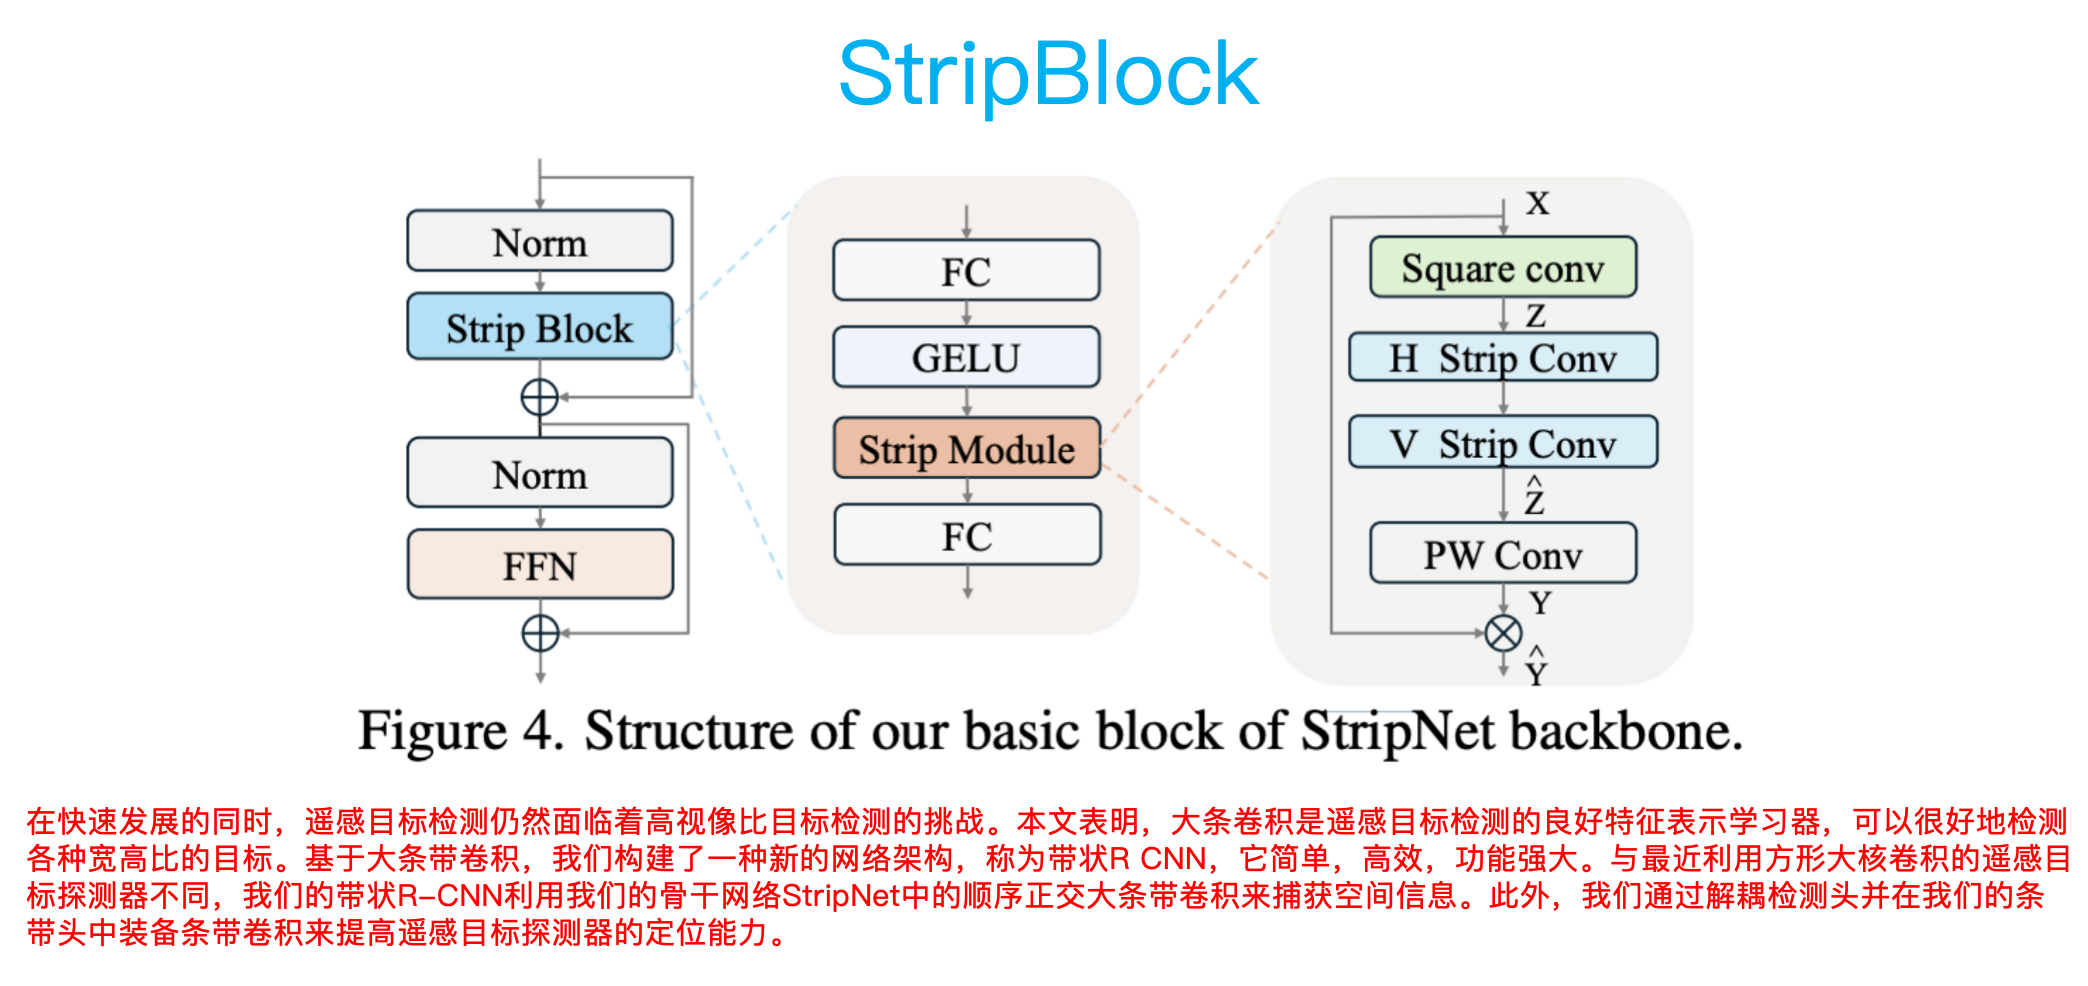 StripBlock
Norm
Strip Block
Norm
FFN
FC
GELU
Strip Module
FC
X
Square conv
Z
H Strip Conv
V Strip Conv
Ẑ
PW Conv
Y
Ŷ
Figure 4. Structure of our basic block of StripNet backbone.
在快速发展的同时，遥感目标检测仍然面临着高视像比目标检测的挑战。本文表明，大条卷积是遥感目标检测的良好特征表示学习器，可以很好地检测
各种宽高比的目标。基于大条带卷积，我们构建了一种新的网络架构，称为带状R CNN，它简单，高效，功能强大。与最近利用方形大核卷积的遥感目
标探测器不同，我们的带状R-CNN利用我们的骨干网络StripNet中的顺序正交大条带卷积来捕获空间信息。此外，我们通过解耦检测头并在我们的条
带头中装备条带卷积来提高遥感目标探测器的定位能力。